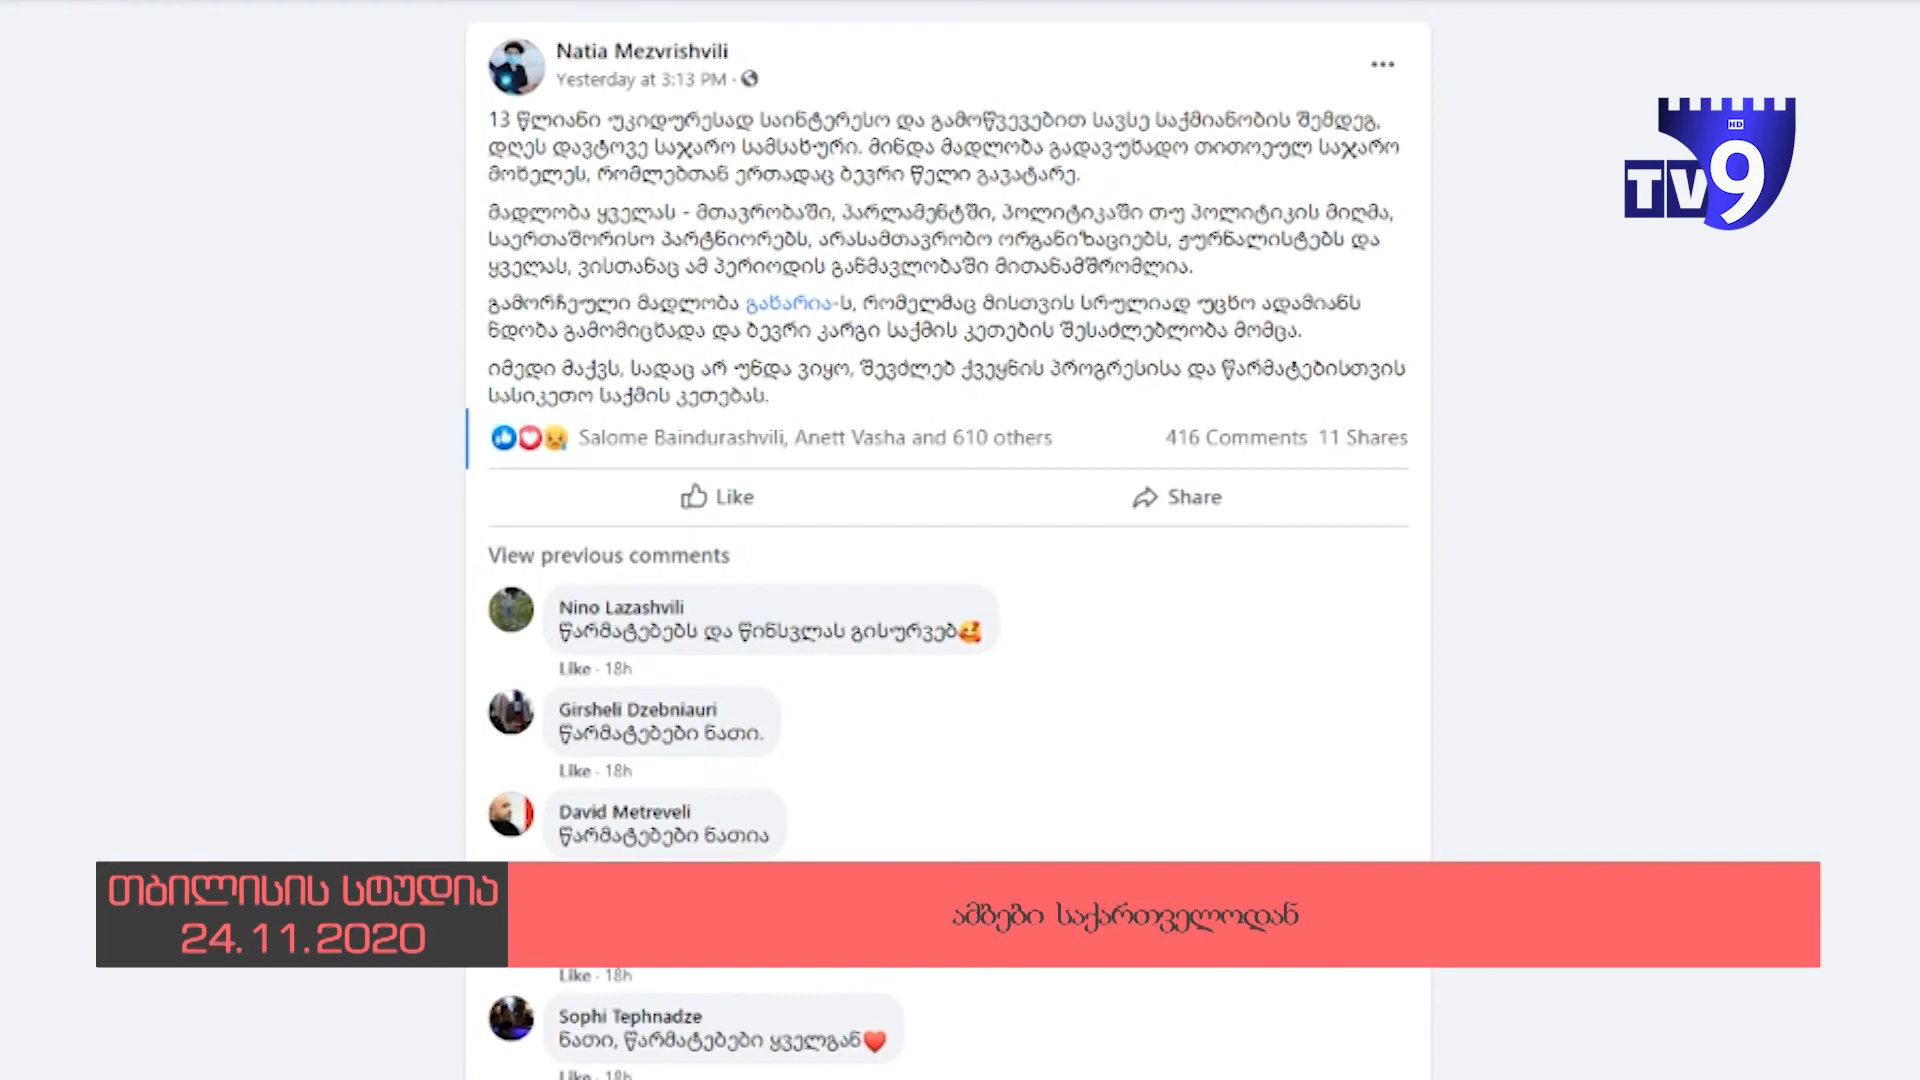 Natia Mezvrishvili
Yesterday at 3:13 PM ·
13 წლიანი უკიდურესად საინტერესო და გამოწვევებით სავსე საქმიანობის შემდეგ,
დღეს დავტოვე საჯარო სამსახური. მინდა მადლობა გადავუხადო თითოეულ საჯარო
მოხელეს, რომლებთან ერთადაც ბევრი წელი გავატარე.
მადლობა ყველას - მთავრობაში, პარლამენტში, პოლიტიკაში თუ პოლიტიკის მიღმა,
საერთაშორისო პარტნიორებს, არასამთავრობო ორგანიზაციებს, ჟურნალისტებს და
ყველას, ვისთანაც ამ პერიოდის განმავლობაში მითანამშრომლია.
გამორჩეული მადლობა გახარია-ს, რომელმაც მისთვის სრულიად უცხო ადამიანს
ნდობა გამომიცხადა და ბევრი კარგი საქმის კეთების შესაძლებლობა მომცა.
იმედი მაქვს, სადაც არ უნდა ვიყო, შევძლებ ქვეყნის პროგრესისა და წარმატებისთვის
სასიკეთო საქმის კეთებას.
Salome Baindurashvili, Anett Vasha and 610 others 416 Comments 11 Shares
Like Share
View previous comments
Nino Lazashvili
წარმატებებს და წინსვლას გისურვებ🥰
Like · 18h
Girsheli Dzebniauri
წარმატებები ნათი.
Like · 18h
David Metreveli
წარმატებები ნათია
Like · 18h
Sophi Tephnadze
ნათი, წარმატებები ყველგან❤️
Like · 18h
HD
TV 9
თბილისის სტუდია
24.11.2020
ამბები საქართველოდან